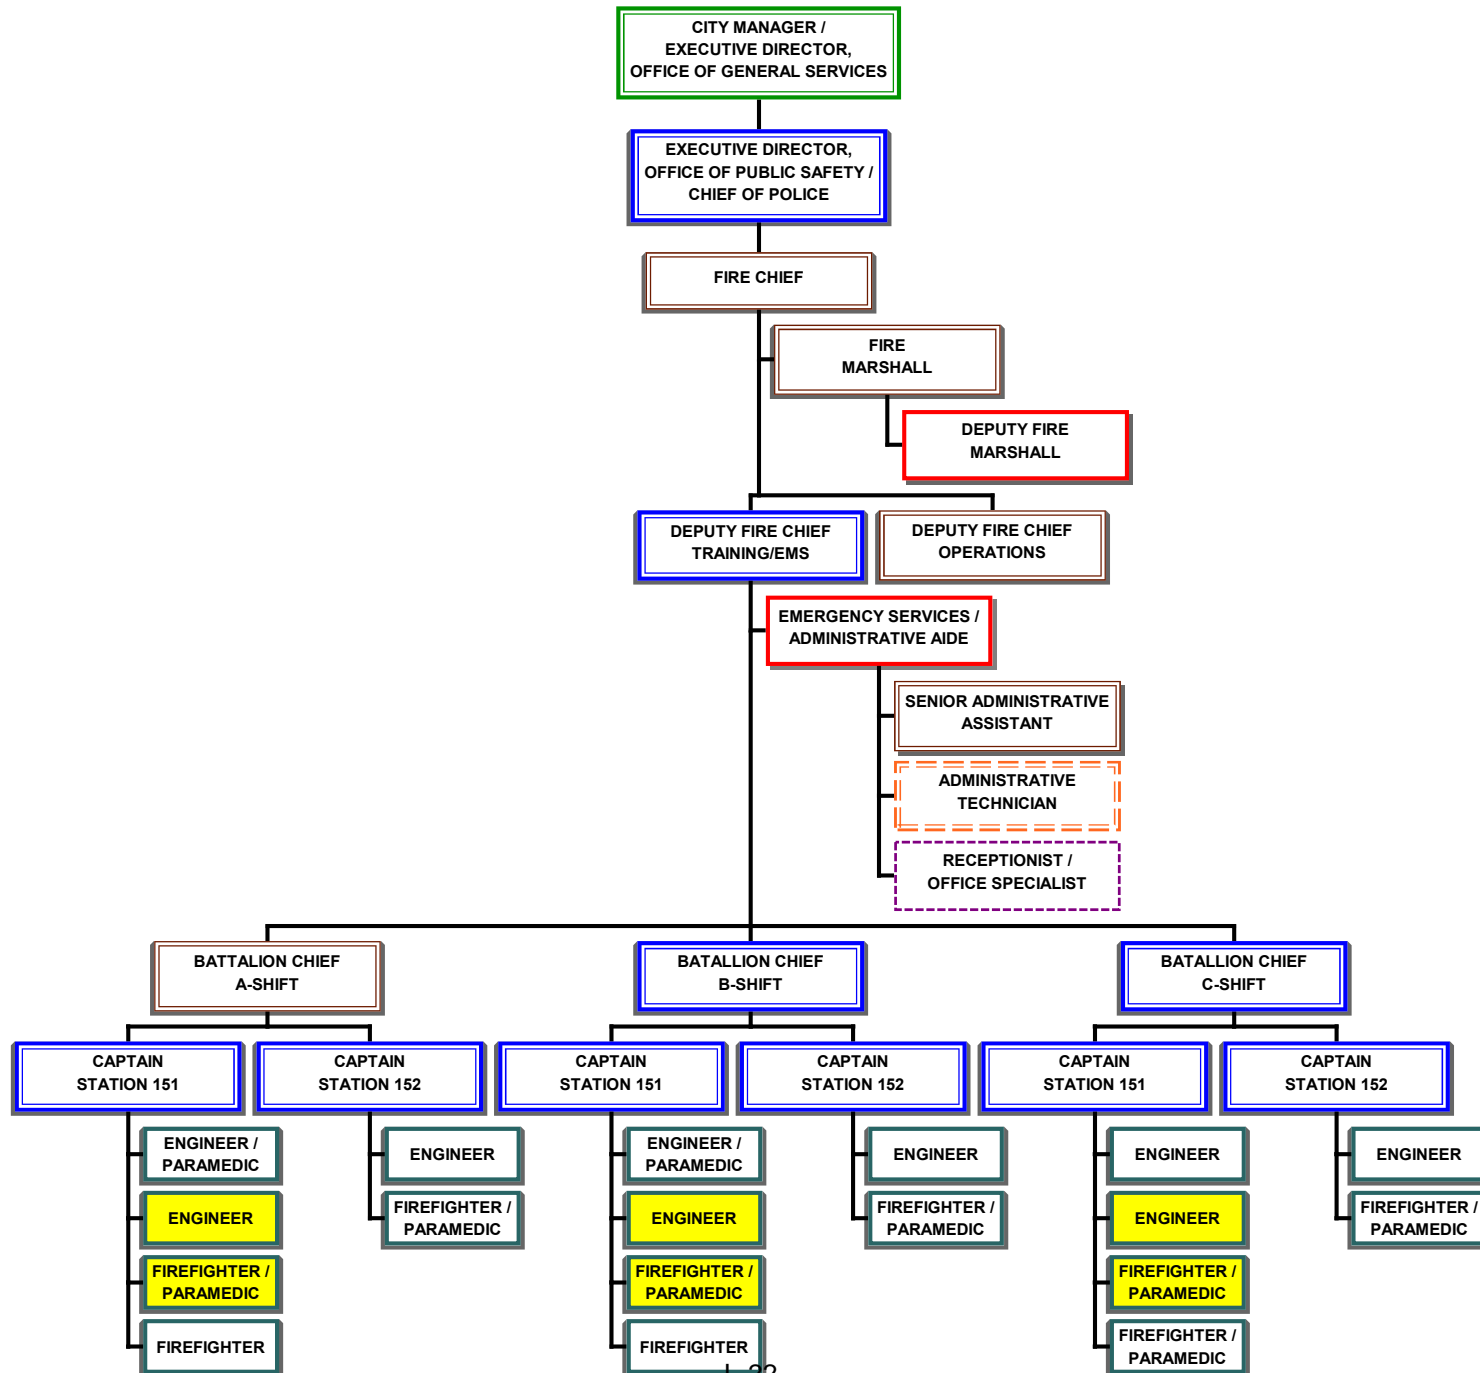 CITY MANAGER /
EXECUTIVE DIRECTOR,
OFFICE OF GENERAL SERVICES
EXECUTIVE DIRECTOR,
OFFICE OF PUBLIC SAFETY /
CHIEF OF POLICE
FIRE CHIEF
FIRE
MARSHALL
DEPUTY FIRE
MARSHALL
DEPUTY FIRE CHIEF
TRAINING/EMS
DEPUTY FIRE CHIEF
OPERATIONS
EMERGENCY SERVICES /
ADMINISTRATIVE AIDE
SENIOR ADMINISTRATIVE
ASSISTANT
ADMINISTRATIVE
TECHNICIAN
RECEPTIONIST /
OFFICE SPECIALIST
BATTALION CHIEF
A-SHIFT
BATALLION CHIEF
B-SHIFT
BATALLION CHIEF
C-SHIFT
CAPTAIN
STATION 151
CAPTAIN
STATION 152
CAPTAIN
STATION 151
CAPTAIN
STATION 152
CAPTAIN
STATION 151
CAPTAIN
STATION 152
ENGINEER /
PARAMEDIC
ENGINEER
ENGINEER /
PARAMEDIC
ENGINEER
ENGINEER
ENGINEER
ENGINEER
FIREFIGHTER /
PARAMEDIC
ENGINEER
FIREFIGHTER /
PARAMEDIC
ENGINEER
FIREFIGHTER /
PARAMEDIC
FIREFIGHTER /
PARAMEDIC
FIREFIGHTER /
PARAMEDIC
FIREFIGHTER /
PARAMEDIC
FIREFIGHTER
FIREFIGHTER
FIREFIGHTER /
PARAMEDIC